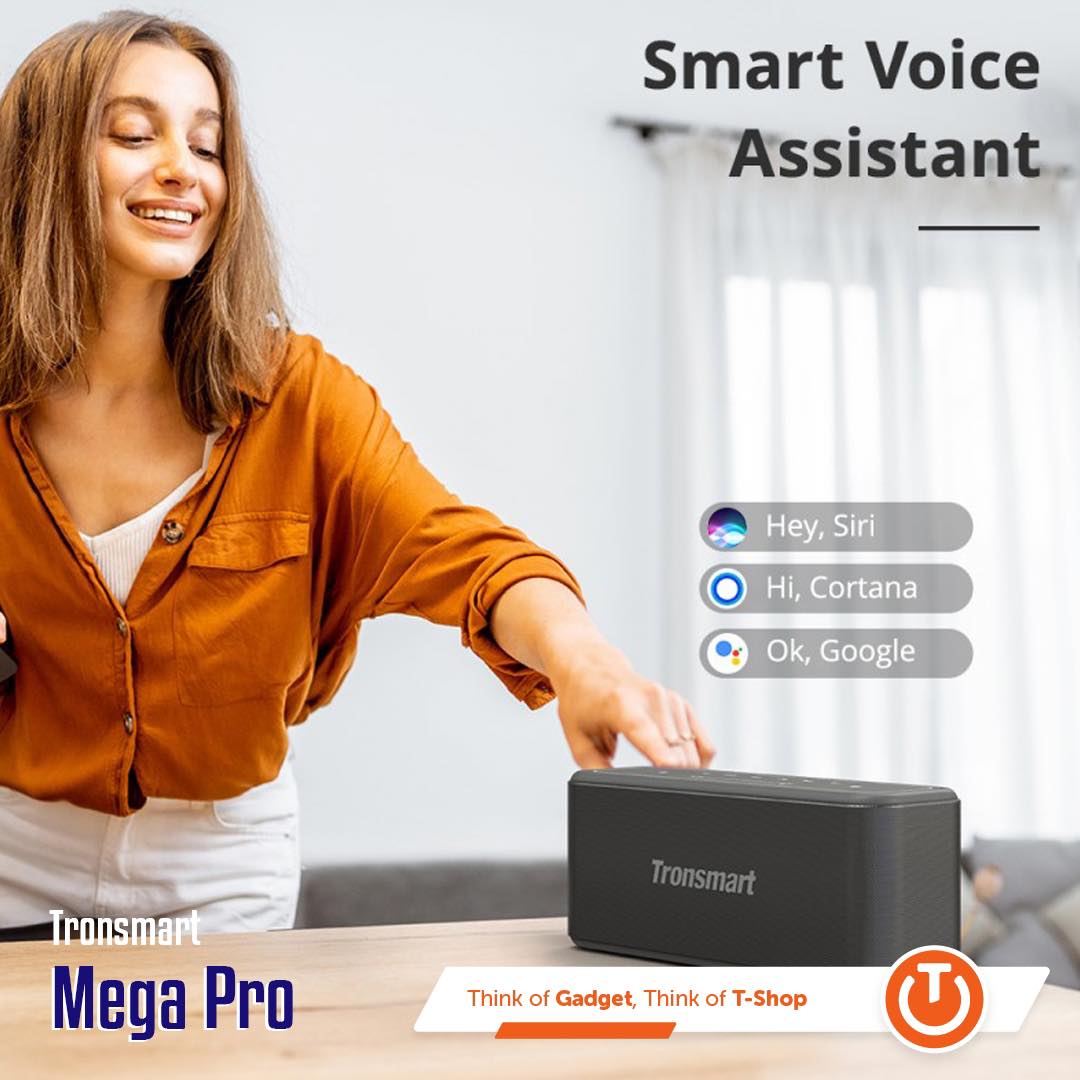 Smart Voice
Assistant
Hey, Siri
Hi, Cortana
Ok, Google
Tronsmart
Tronsmart
Mega Pro
Think of Gadget, Think of T-Shop